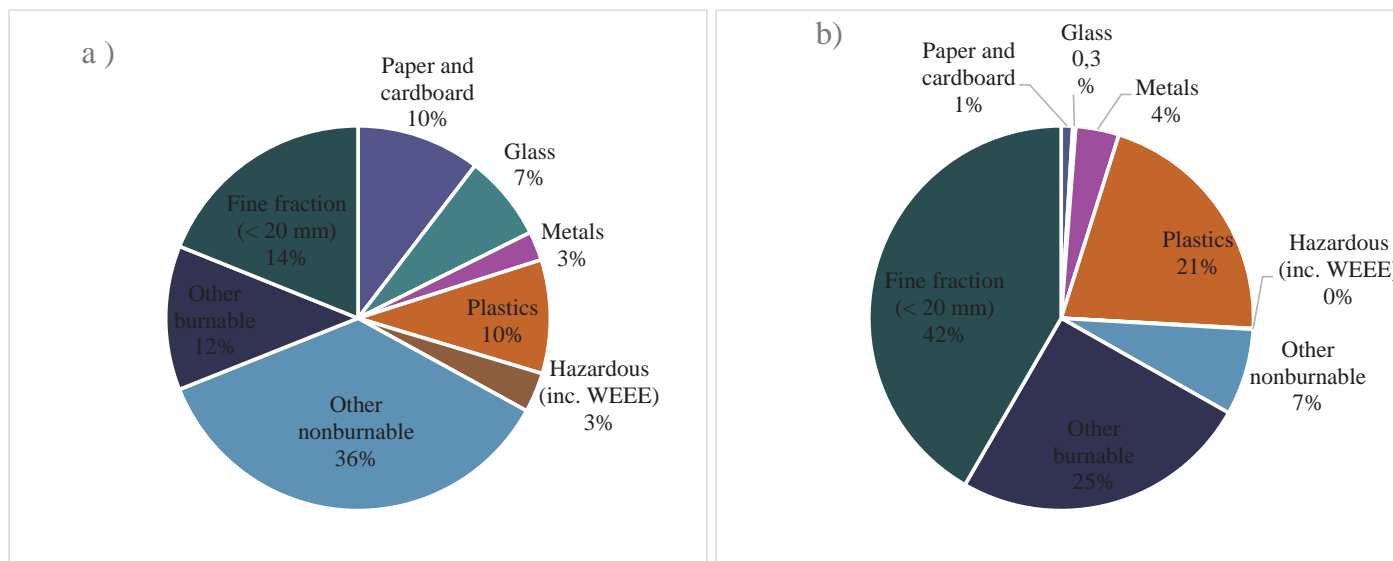 a )
Paper and
cardboard
10%
Glass
7%
Metals
3%
Plastics
10%
Hazardous
(inc. WEEE)
3%
Other
nonburnable
36%
Other
burnable
12%
Fine fraction
(< 20 mm)
14%
b)
Paper and
cardboard
1%
Glass
0,3
%
Metals
4%
Plastics
21%
Hazardous
(inc. WEEE)
0%
Other
nonburnable
7%
Other
burnable
25%
Fine fraction
(< 20 mm)
42%